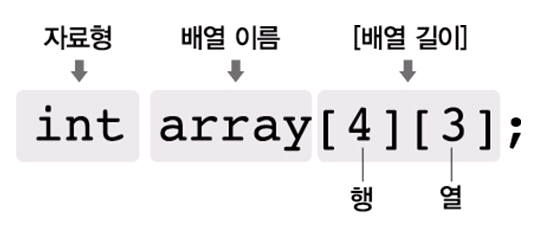 자료형 배열 이름 [배열 길이]
int array[4][3];
행 열